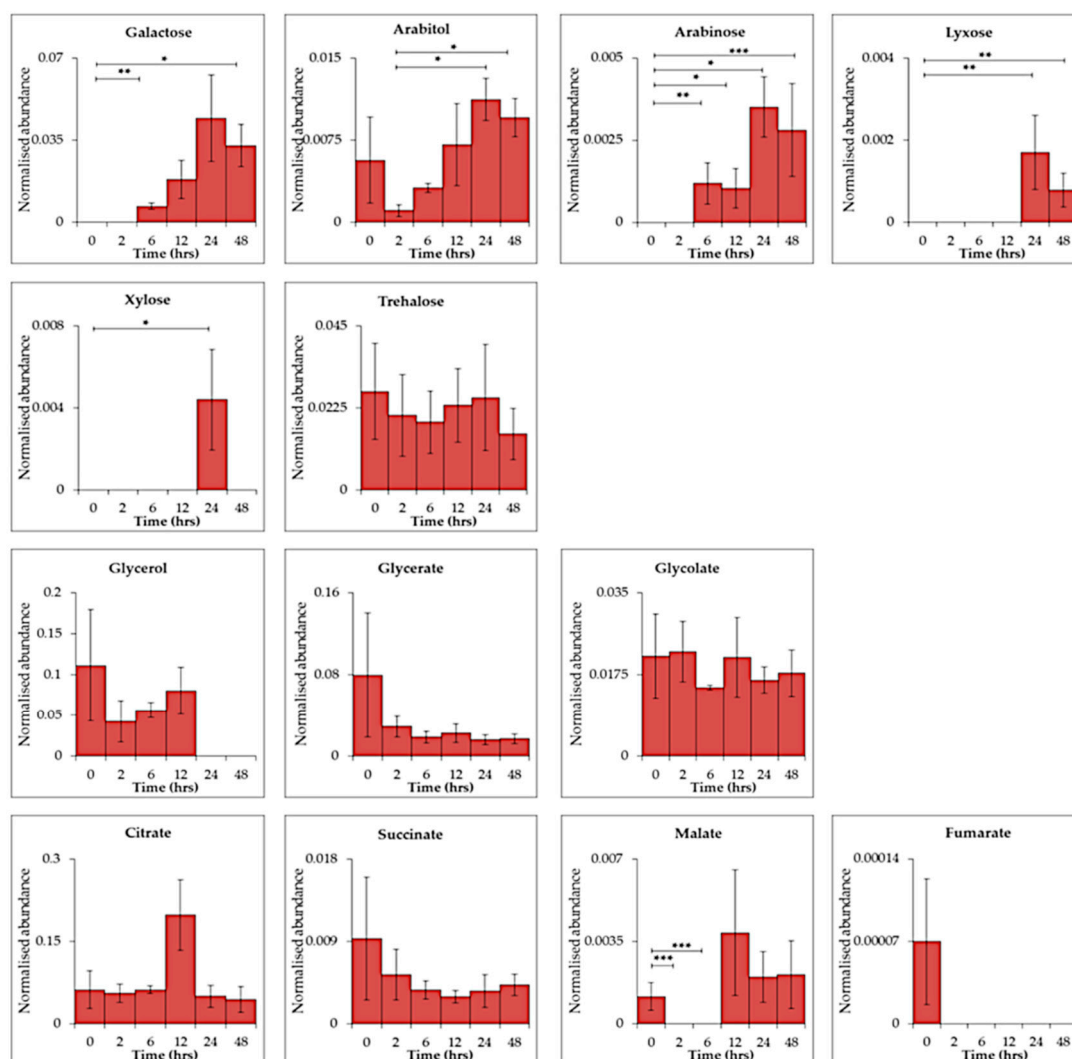 Galactose
Normalised abundance
0.07
0.035
0
*
**
0 2 6 12 24 48
Time (hrs)
Arabitol
Normalised abundance
0.015
0.0075
0
*
*
0 2 6 12 24 48
Time (hrs)
Arabinose
Normalised abundance
0.005
0.0025
0
***
*
*
**
0 2 6 12 24 48
Time (hrs)
Lyxose
Normalised abundance
0.004
0.002
0
**
**
0 2 6 12 24 48
Time (hrs)
Xylose
Normalised abundance
0.008
0.004
0
*
0 2 6 12 24 48
Time (hrs)
Trehalose
Normalised abundance
0.045
0.0225
0
0 2 6 12 24 48
Time (hrs)
Glycerol
Normalised abundance
0.2
0.15
0.1
0.05
0
0 2 6 12 24 48
Time (hrs)
Glycerate
Normalised abundance
0.16
0.08
0
0 2 6 12 24 48
Time (hrs)
Glycolate
Normalised abundance
0.035
0.0175
0
0 2 6 12 24 48
Time (hrs)
Citrate
Normalised abundance
0.3
0.15
0
0 2 6 12 24 48
Time (hrs)
Succinate
Normalised abundance
0.018
0.009
0
0 2 6 12 24 48
Time (hrs)
Malate
Normalised abundance
0.007
0.0035
0
***
***
0 2 6 12 24 48
Time (hrs)
Fumarate
Normalised abundance
0.00014
0.00007
0
0 2 6 12 24 48
Time (hrs)